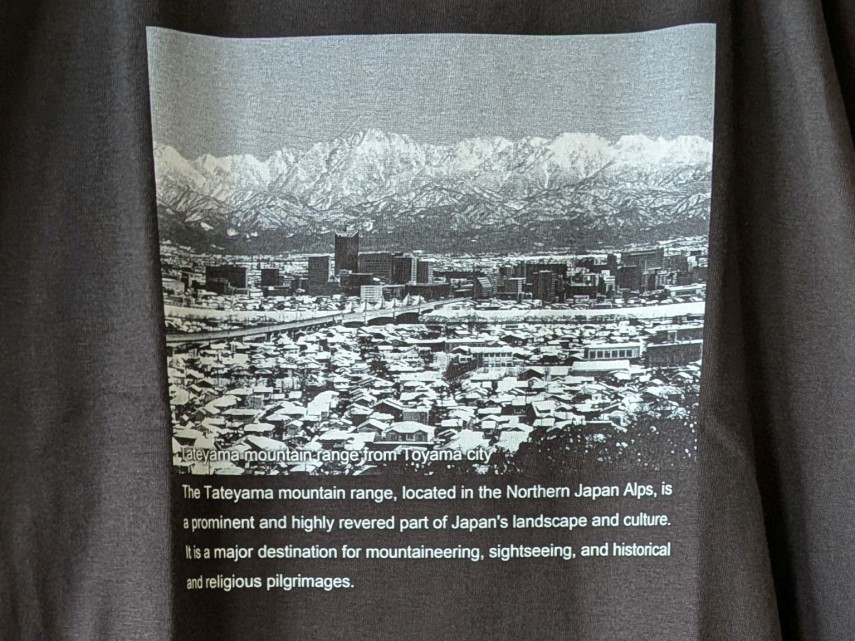 Tateyama mountain range from Toyama city
The Tateyama mountain range, located in the Northern Japan Alps, is
a prominent and highly revered part of Japan's landscape and culture.
It is a major destination for mountaineering, sightseeing, and historical
and religious pilgrimages.